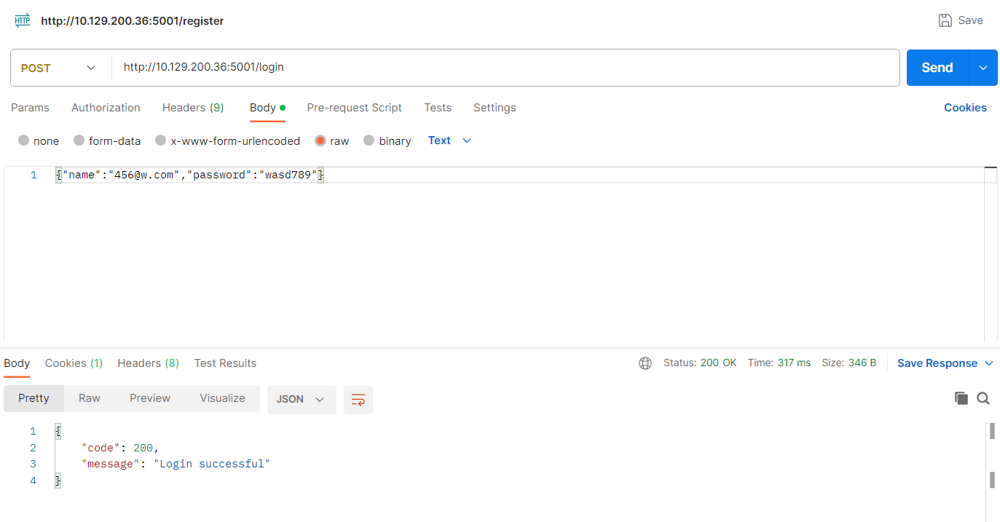 HTTP http://10.129.200.36:5001/register Save
POST http://10.129.200.36:5001/login Send
Params Authorization Headers (9) Body Pre-request Script Tests Settings Cookies
none form-data x-www-form-urlencoded raw binary Text
1 {"name":"456@w.com","password":"wasd789"}
Body Cookies (1) Headers (8) Test Results Status: 200 OK Time: 317 ms Size: 346 B Save Response
Pretty Raw Preview Visualize JSON
1 {
2 "code": 200,
3 "message": "Login successful"
4 }